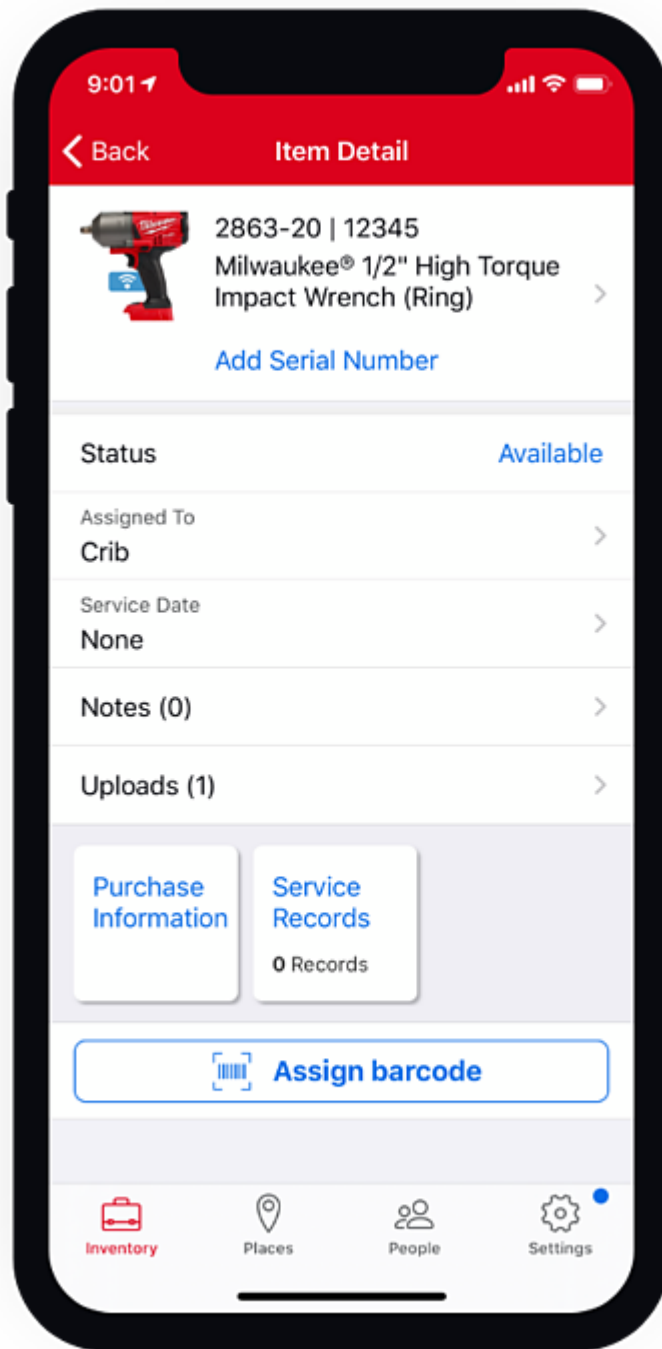 9:01
Back
Item Detail
Milwaukee
2863-20 | 12345
Milwaukee® 1/2" High Torque
Impact Wrench (Ring)
Add Serial Number
Status
Available
Assigned To
Crib
Service Date
None
Notes (0)
Uploads (1)
Purchase
Information
Service
Records
0 Records
Assign barcode
Inventory
Places
People
Settings